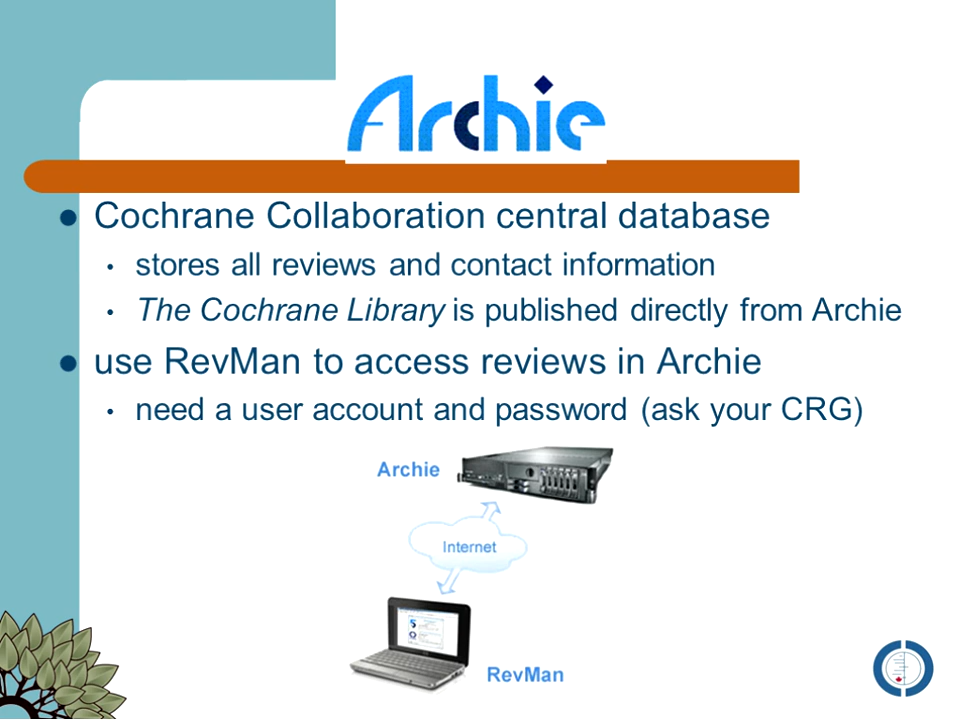 Archie
Cochrane Collaboration central database
stores all reviews and contact information
The Cochrane Library is published directly from Archie
use RevMan to access reviews in Archie
need a user account and password (ask your CRG)
Archie
Internet
RevMan